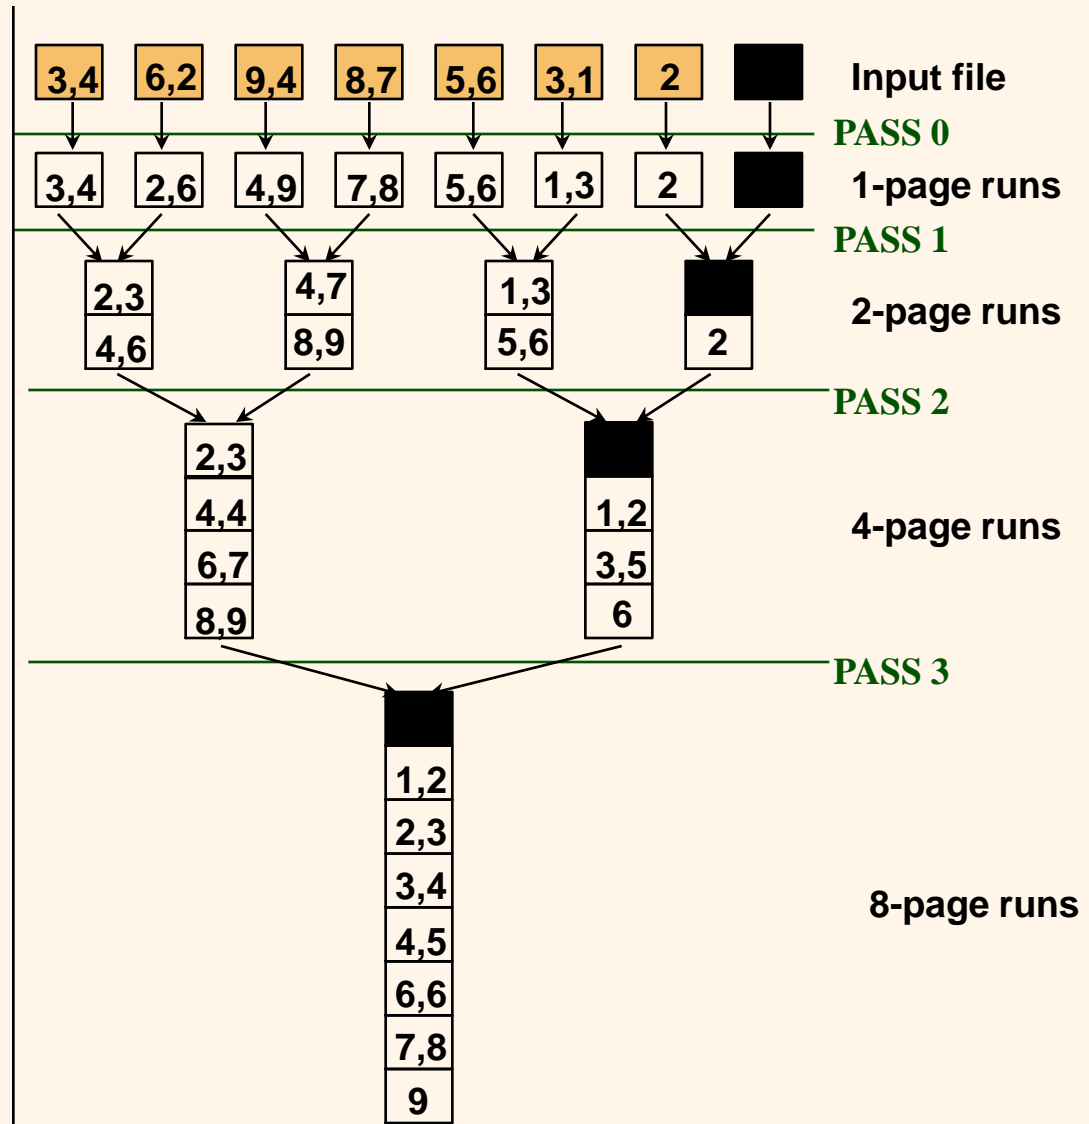 3,4 6,2 9,4 8,7 5,6 3,1 2 Input file
PASS 0
3,4 2,6 4,9 7,8 5,6 1,3 2 1-page runs
PASS 1
2,3 4,7 1,3 2-page runs
4,6 8,9 5,6 2
PASS 2
2,3
4,4 1,2 4-page runs
6,7 3,5
8,9 6
PASS 3
1,2
2,3
3,4
4,5 8-page runs
6,6
7,8
9